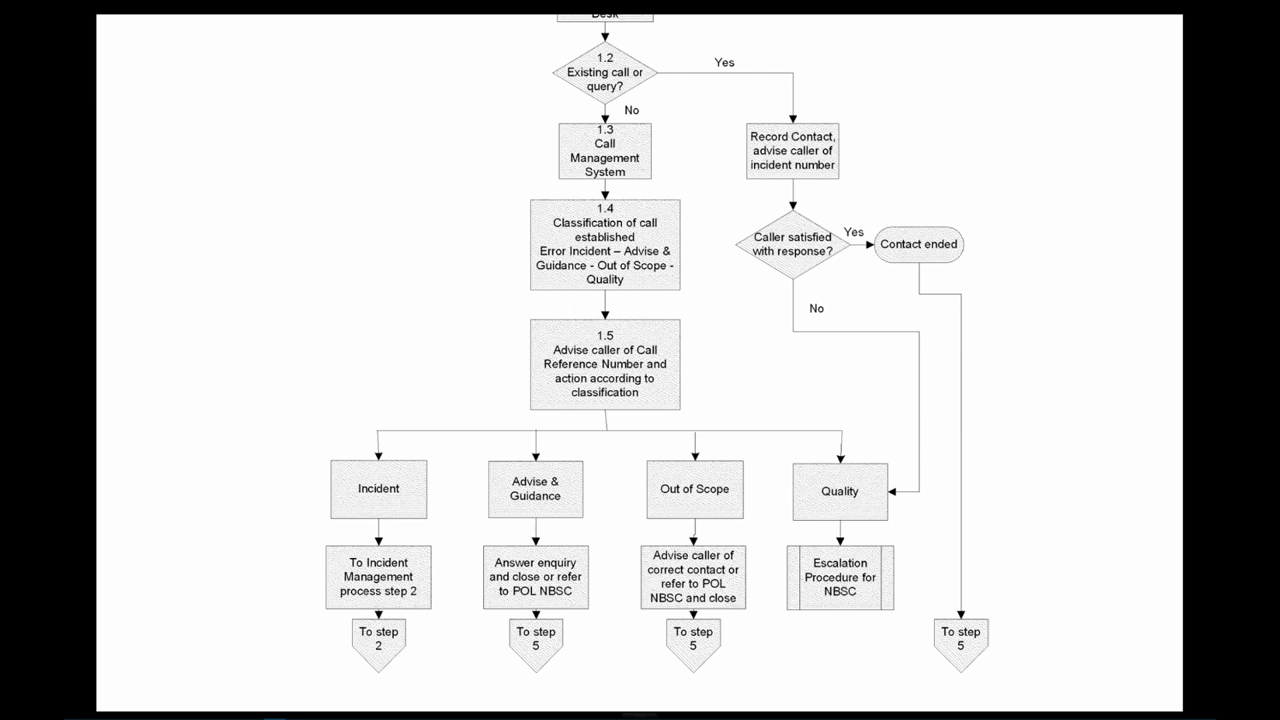 Desk
1.2
Existing call or
query?
Yes
No
1.3
Call
Management
System
Record Contact,
advise caller of
incident number
1.4
Classification of call
established
Error Incident – Advise &
Guidance - Out of Scope -
Quality
Caller satisfied
with response?
Yes
Contact ended
No
1.5
Advise caller of Call
Reference Number and
action according to
classification
Incident
Advise &
Guidance
Out of Scope
Quality
To Incident
Management
process step 2
Answer enquiry
and close or refer
to POL NBSC
Advise caller of
correct contact or
refer to POL
NBSC and close
Escalation
Procedure for
NBSC
To step
2
To step
5
To step
5
To step
5